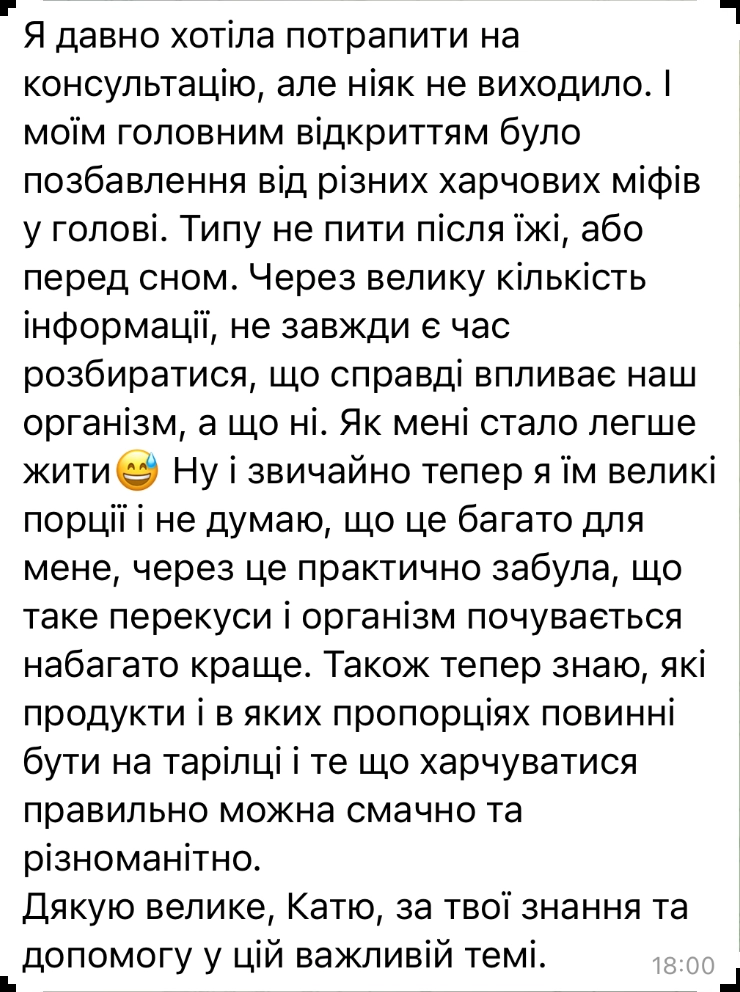 Я давно хотіла потрапити на
консультацію, але ніяк не виходило. І
моїм головним відкриттям було
позбавлення від різних харчових міфів
у голові. Типу не пити після їжі, або
перед сном. Через велику кількість
інформації, не завжди є час
розбиратися, що справді впливає наш
організм, а що ні. Як мені стало легше
жити😅 Ну і звичайно тепер я їм великі
порції і не думаю, що це багато для
мене, через це практично забула, що
таке перекуси і організм почувається
набагато краще. Також тепер знаю, які
продукти і в яких пропорціях повинні
бути на тарілці і те що харчуватися
правильно можна смачно та
різноманітно.
Дякую велике, Катю, за твої знання та
допомогу у цій важливій темі.
18:00